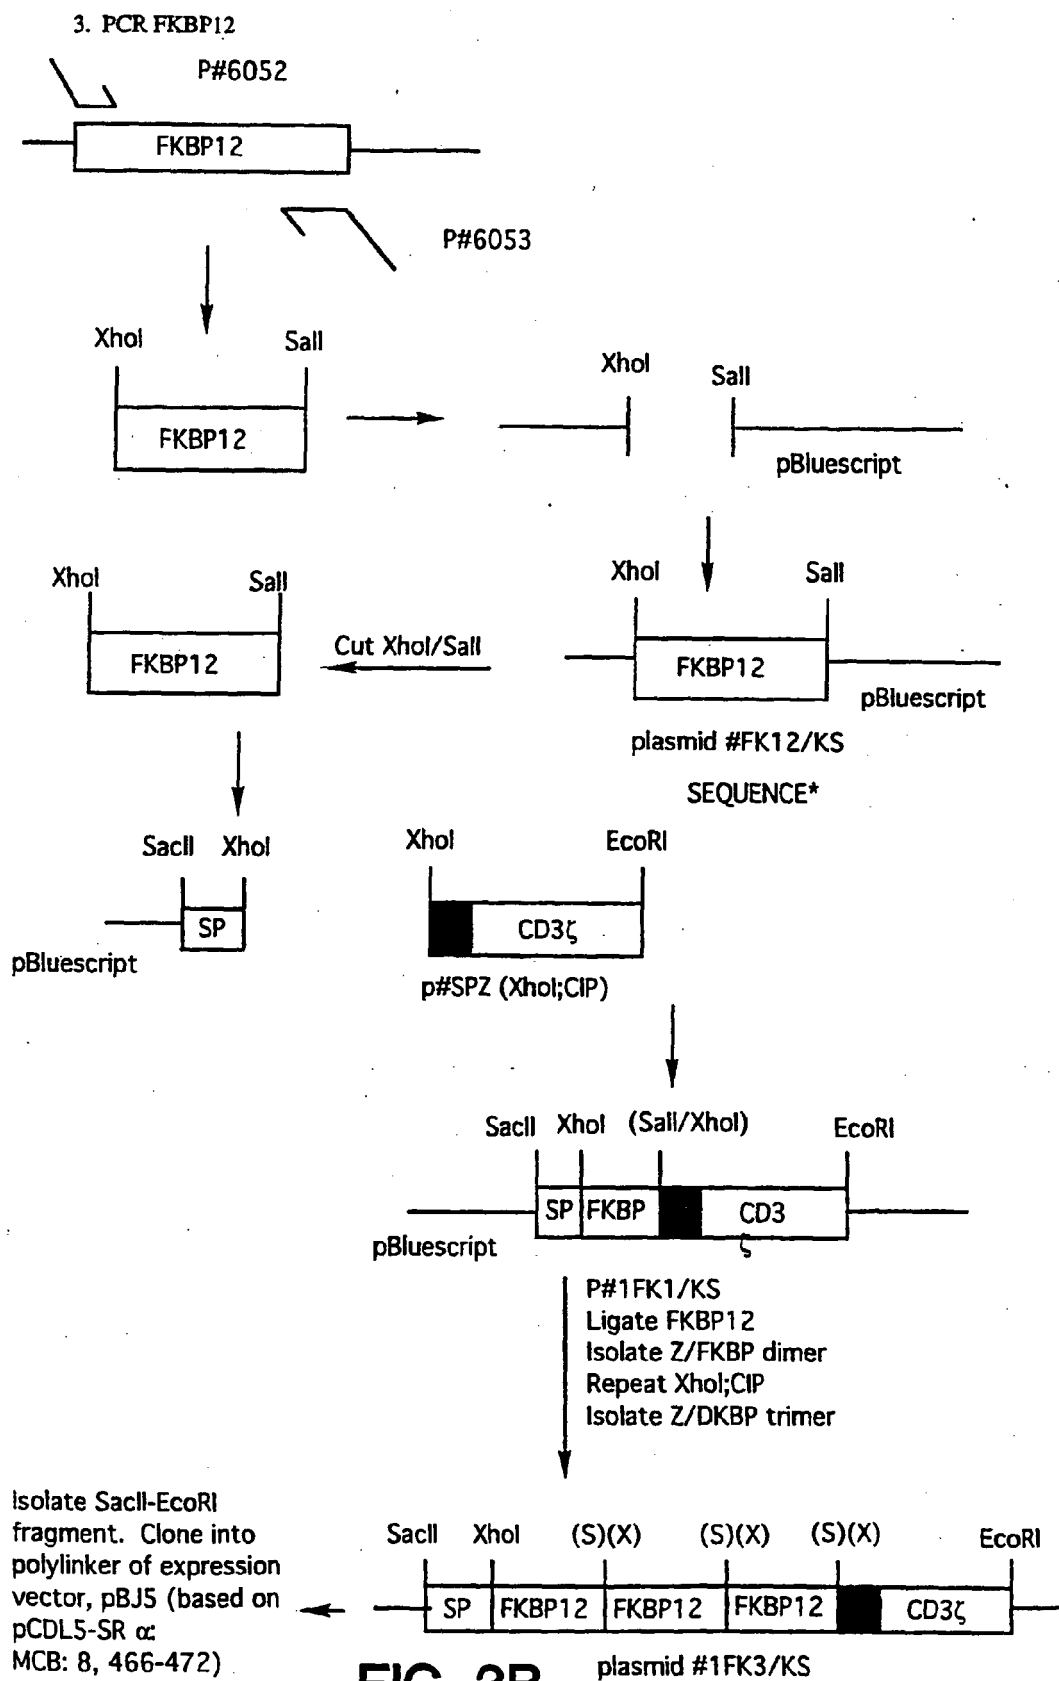 3. PCR FKBP12
P#6052
FKBP12
P#6053
XhoI SalI
FKBP12
XhoI SalI
pBluescript
XhoI SalI
FKBP12
Cut XhoI/SalI
XhoI SalI
FKBP12
pBluescript
plasmid #FK12/KS
SEQUENCE*
SacII XhoI
SP
pBluescript
XhoI EcoRI
CD3ζ
p#SPZ (XhoI;CIP)
SacII XhoI (SalI/XhoI) EcoRI
SP FKBP CD3
ζ
pBluescript
P#1FK1/KS
Ligate FKBP12
Isolate Z/FKBP dimer
Repeat XhoI;CIP
Isolate Z/DKBP trimer
Isolate SacII-EcoRI
fragment. Clone into
polylinker of expression
vector, pBJ5 (based on
pCDL5-SR α:
MCB: 8, 466-472)
SacII XhoI (S)(X) (S)(X) (S)(X) EcoRI
SP FKBP12 FKBP12 FKBP12 CD3ζ
plasmid #1FK3/KS